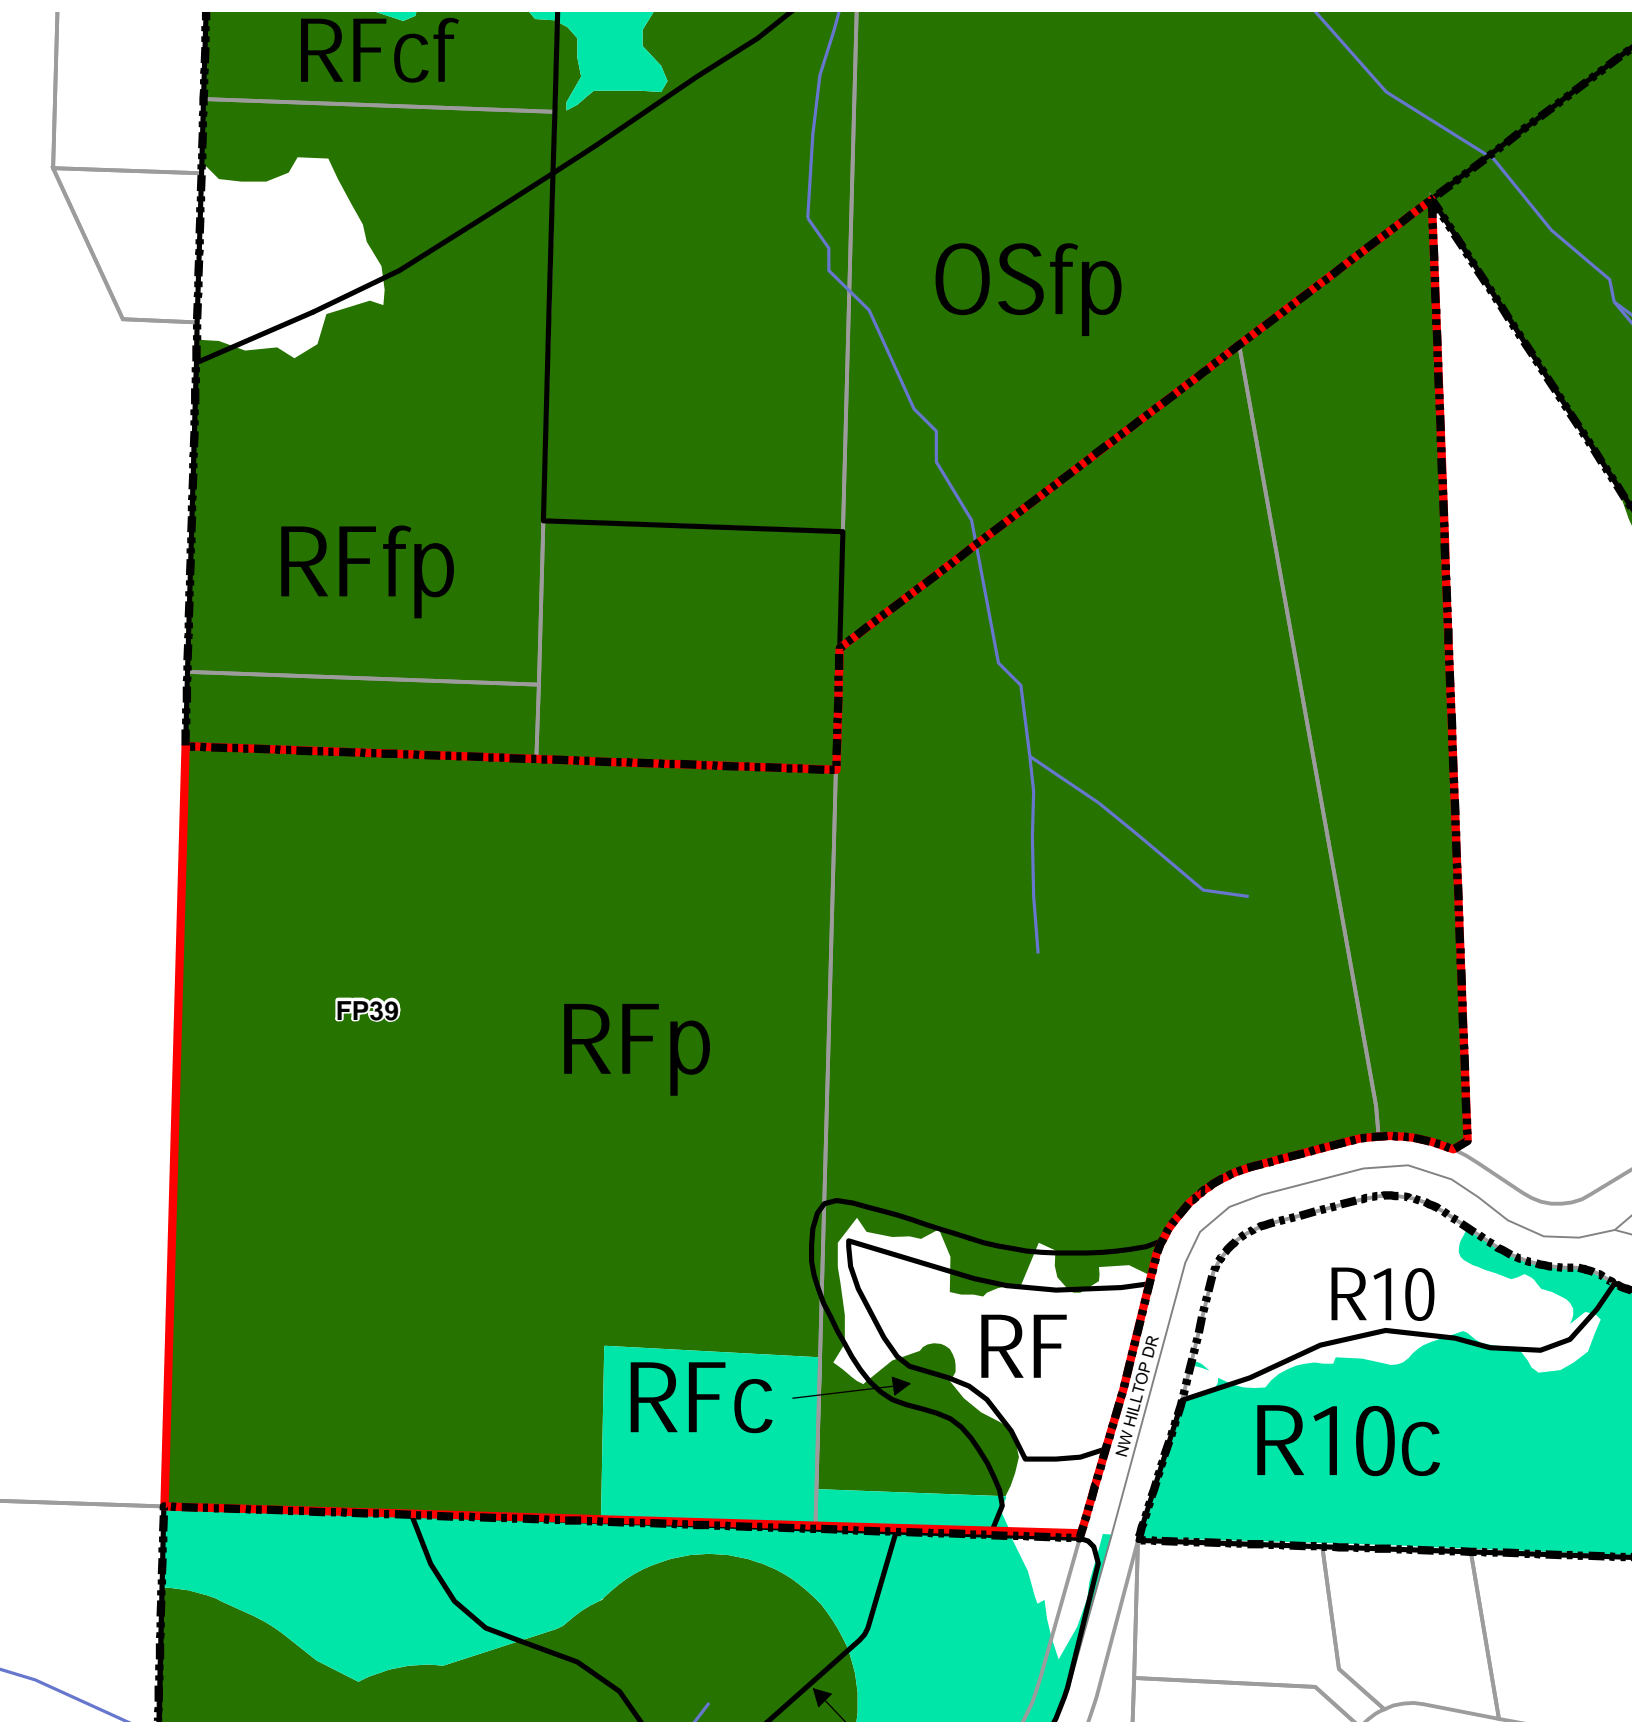 RFcf
OSfp
RFfp
FP39
RFp
R10
RF
RFc
NW HILLTOP DR
R10c